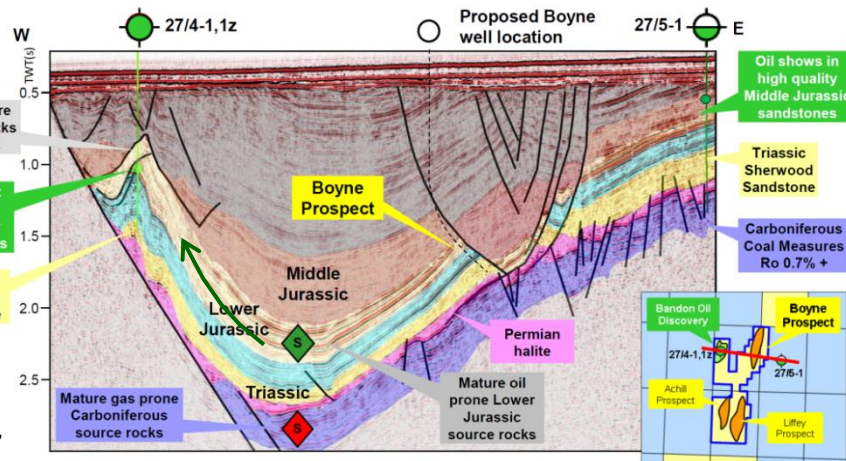 W
27/4-1,1z
Proposed Boyne
well location
27/5-1
E
TWT(s)
0.5
1.0
1.5
2.0
2.5
Oil shows in
high quality
Middle Jurassic
sandstones
Triassic
Sherwood
Sandstone
Carboniferous
Coal Measures
Ro 0.7% +
Boyne
Prospect
Middle
Jurassic
Lower
Jurassic
S
Triassic
Permian
halite
Mature gas prone
Carboniferous
source rocks
S
Mature oil
prone Lower
Jurassic
source rocks
Bandon Oil
Discovery
Boyne
Prospect
27/4-1,1z
27/5-1
Achill
Prospect
Liffey
Prospect